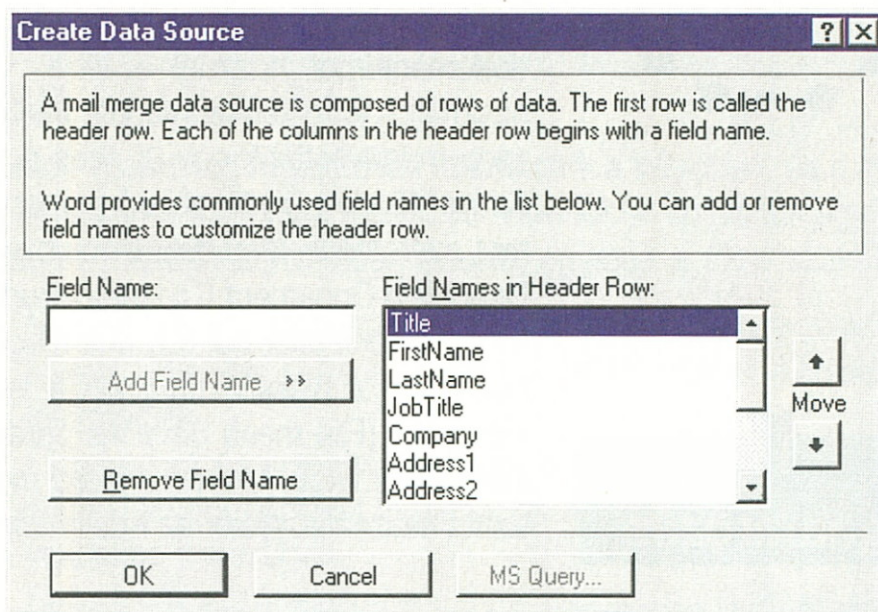 Create Data Source
A mail merge data source is composed of rows of data. The first row is called the
header row. Each of the columns in the header row begins with a field name.
Word provides commonly used field names in the list below. You can add or remove
field names to customize the header row.
Field Name:
Field Names in Header Row:
Title
FirstName
LastName
JobTitle
Company
Address1
Address2
Add Field Name
Remove Field Name
Move
OK
Cancel
MS Query...